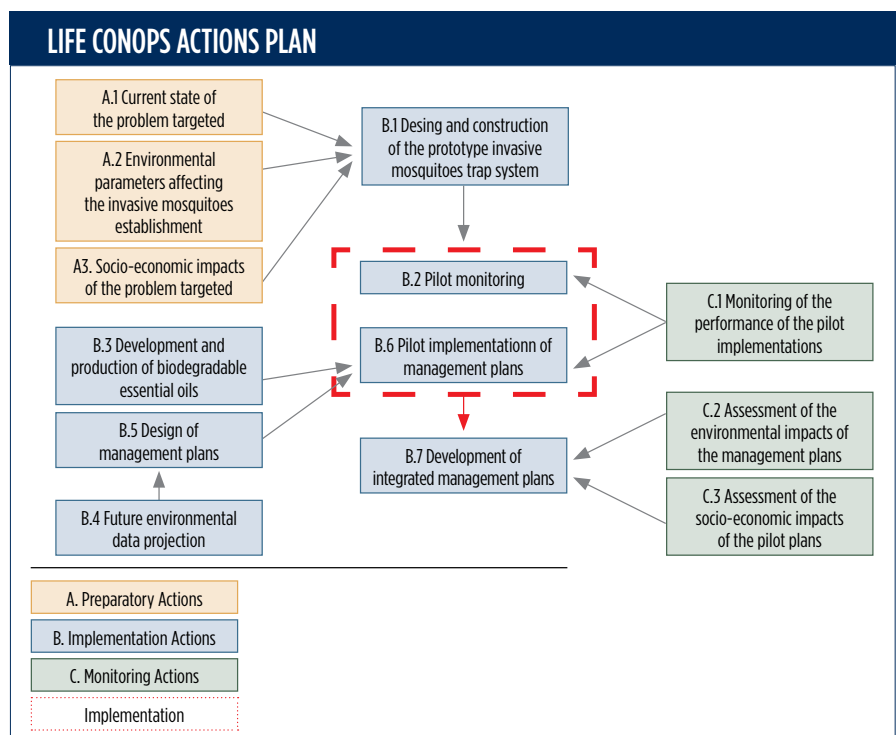 LIFE CONOPS ACTIONS PLAN
A.1 Current state of
the problem targeted
A.2 Environmental
parameters affecting
the invasive mosquitoes
establishment
A3. Socio-economic impacts
of the problem targeted
B.1 Desing and construction
of the prototype invasive
mosquitoes trap system
B.2 Pilot monitoring
B.3 Development and
production of biodegradable
essential oils
B.6 Pilot implementationn of
management plans
C.1 Monitoring of the
performance of the pilot
implementations
B.5 Design of
management plans
B.7 Development of
integrated management plans
C.2 Assessment of the
environmental impacts of
the management plans
B.4 Future environmental
data projection
C.3 Assessment of the
socio-economic impacts
of the pilot plans
A. Preparatory Actions
B. Implementation Actions
C. Monitoring Actions
Implementation